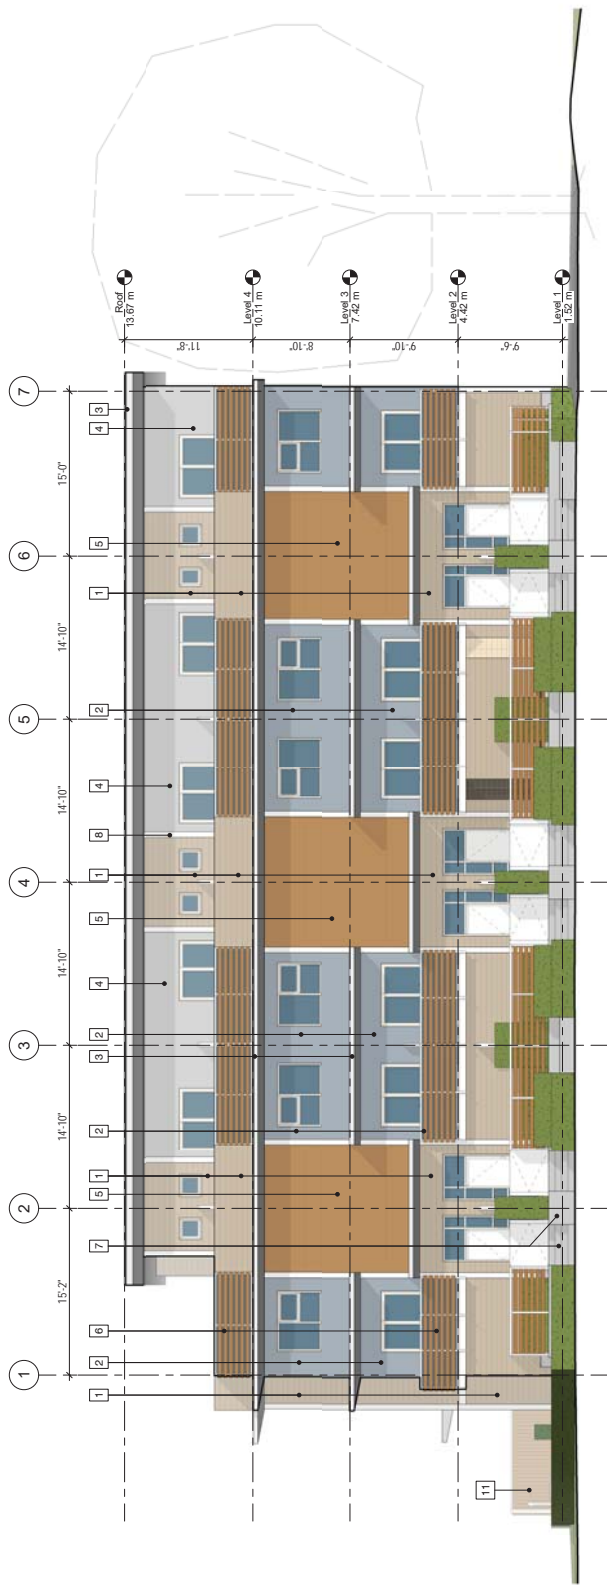 1 2 3 4 5 6 7
15'-2" 14'-10" 14'-10" 14'-10" 14'-10" 15'-0"
1 2 6 7 5 1 2 3 2 4 5 1 8 4 2 1 5 4 3
Roof
13.67 m
11'-8"
Level 4
10.11 m
8'-10"
Level 3
7.42 m
9'-10"
Level 2
4.42 m
9'-6"
Level 1
1.52 m
11